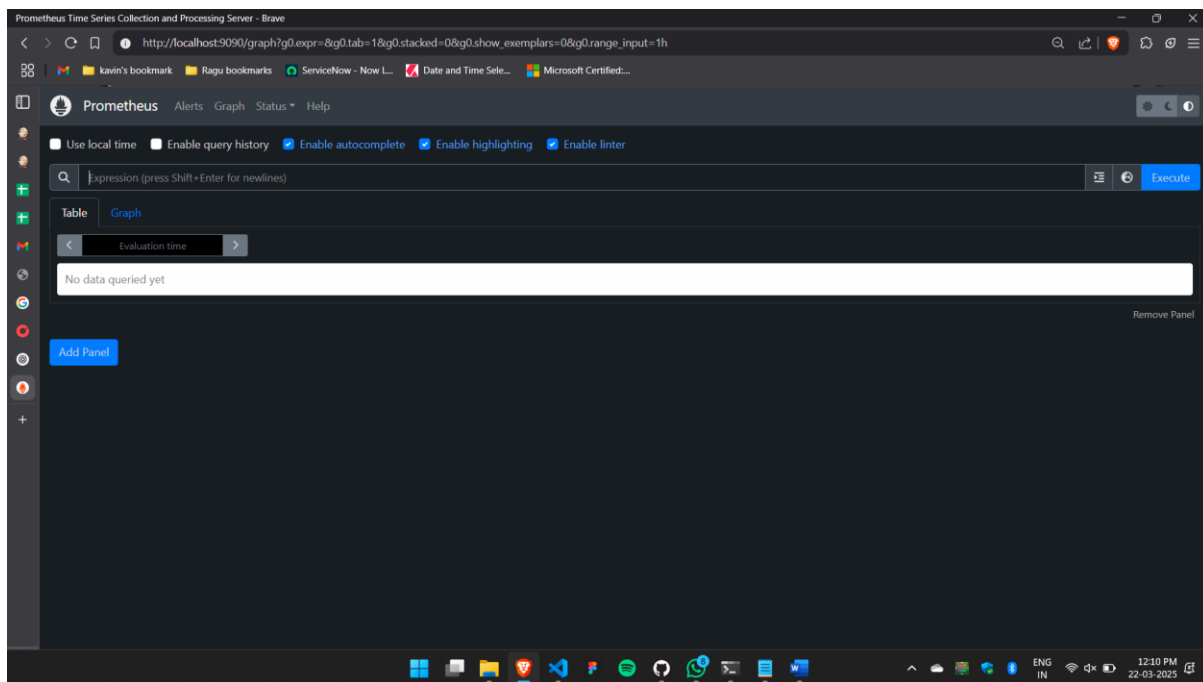 Prometheus Time Series Collection and Processing Server - Brave
http://localhost:9090/graph?g0.expr=&g0.tab=1&g0.stacked=0&g0.show_exemplars=0&g0.range_input=1h
kavin's bookmark Ragu bookmarks ServiceNow - Now L... Date and Time Sele... Microsoft Certified:...
Prometheus Alerts Graph Status Help
Use local time Enable query history Enable autocomplete Enable highlighting Enable linter
Expression (press Shift+Enter for newlines) Execute
Table Graph
Evaluation time
No data queried yet
Remove Panel
Add Panel
ENG 12:10 PM
IN 22-03-2025